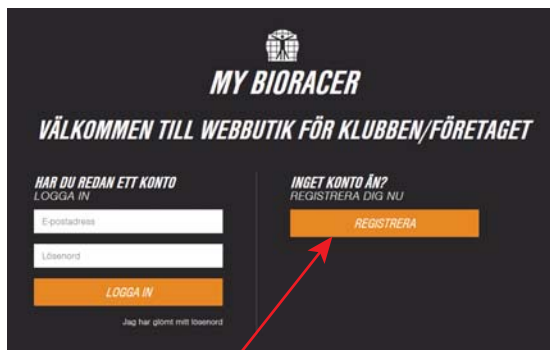 MY BIORACER
VÄLKOMMEN TILL WEBBUTIK FÖR KLUBBEN/FÖRETAGET
HAR DU REDAN ETT KONTO
LOGGA IN
E-postadress
Lösenord
LOGGA IN
Jag har glömt mitt lösenord
INGET KONTO ÄN?
REGISTRERA DIG NU
REGISTRERA